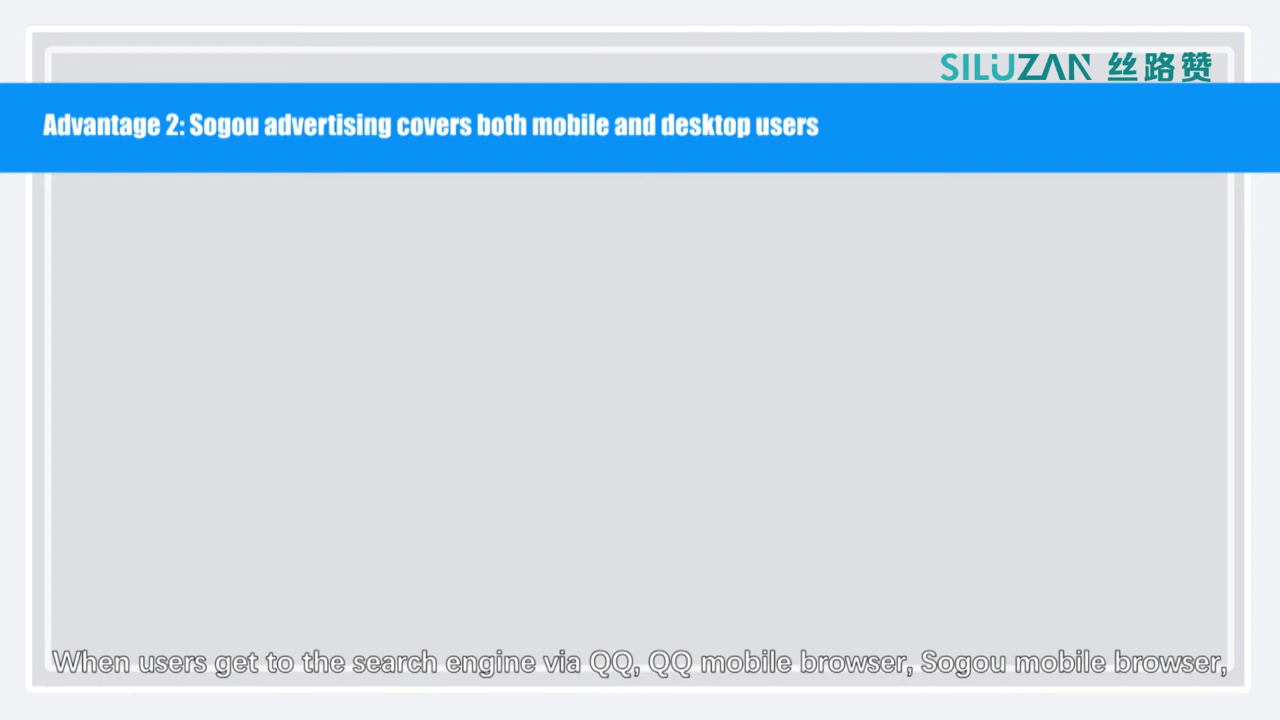 SILUZAN 丝路赞
Advantage 2: Sogou advertising covers both mobile and desktop users
When users get to the search engine via QQ, QQ mobile browser, Sogou mobile browser,